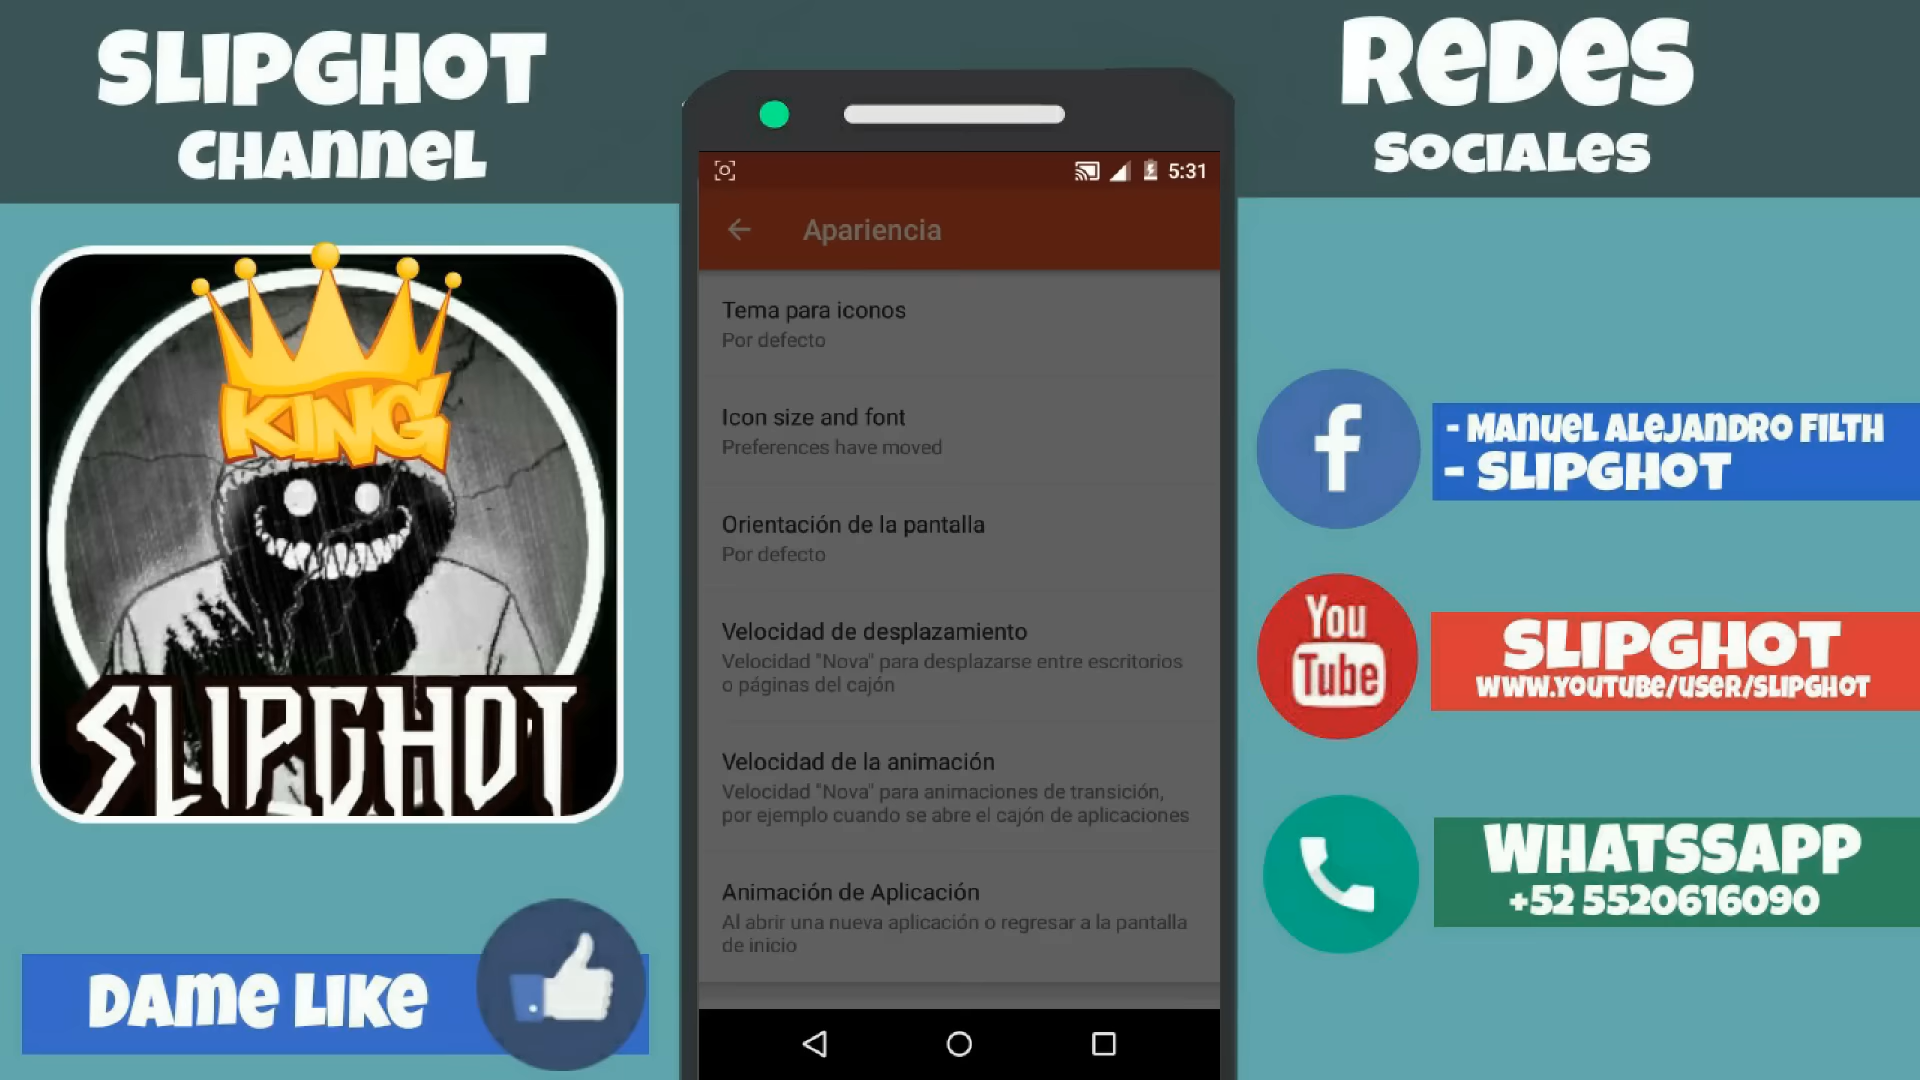 SLIPGHOT
CHANNEL
KING
SLIPGHOT
DAME LIKE
5:31
Apariencia
Tema para iconos
Por defecto
Icon size and font
Preferences have moved
Orientación de la pantalla
Por defecto
Velocidad de desplazamiento
Velocidad "Nova" para desplazarse entre escritorios
o páginas del cajón
Velocidad de la animación
Velocidad "Nova" para animaciones de transición,
por ejemplo cuando se abre el cajón de aplicaciones
Animación de Aplicación
Al abrir una nueva aplicación o regresar a la pantalla
de inicio
REDES
SOCIALES
- MANUEL ALEJANDRO FILTH
- SLIPGHOT
You
Tube
SLIPGHOT
WWW.YOUTUBE/USER/SLIPGHOT
WHATSSAPP
+52 5520616090